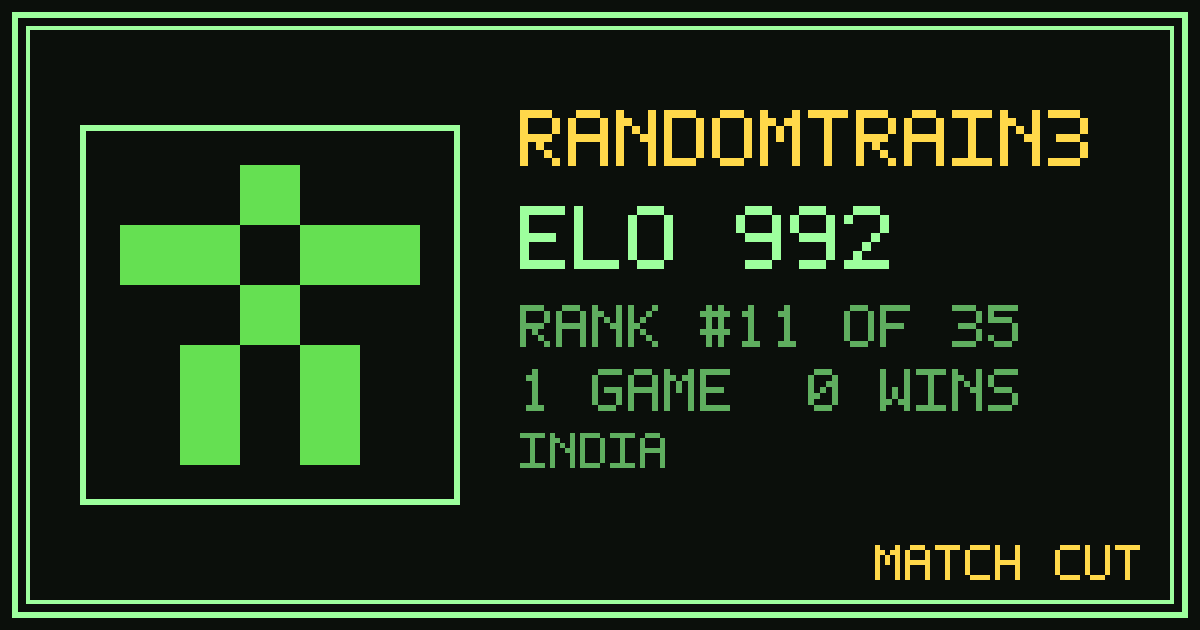 RANDOMTRAIN3
ELO 992
RANK #11 OF 35
1 GAME  0 WINS
INDIA
MATCH CUT